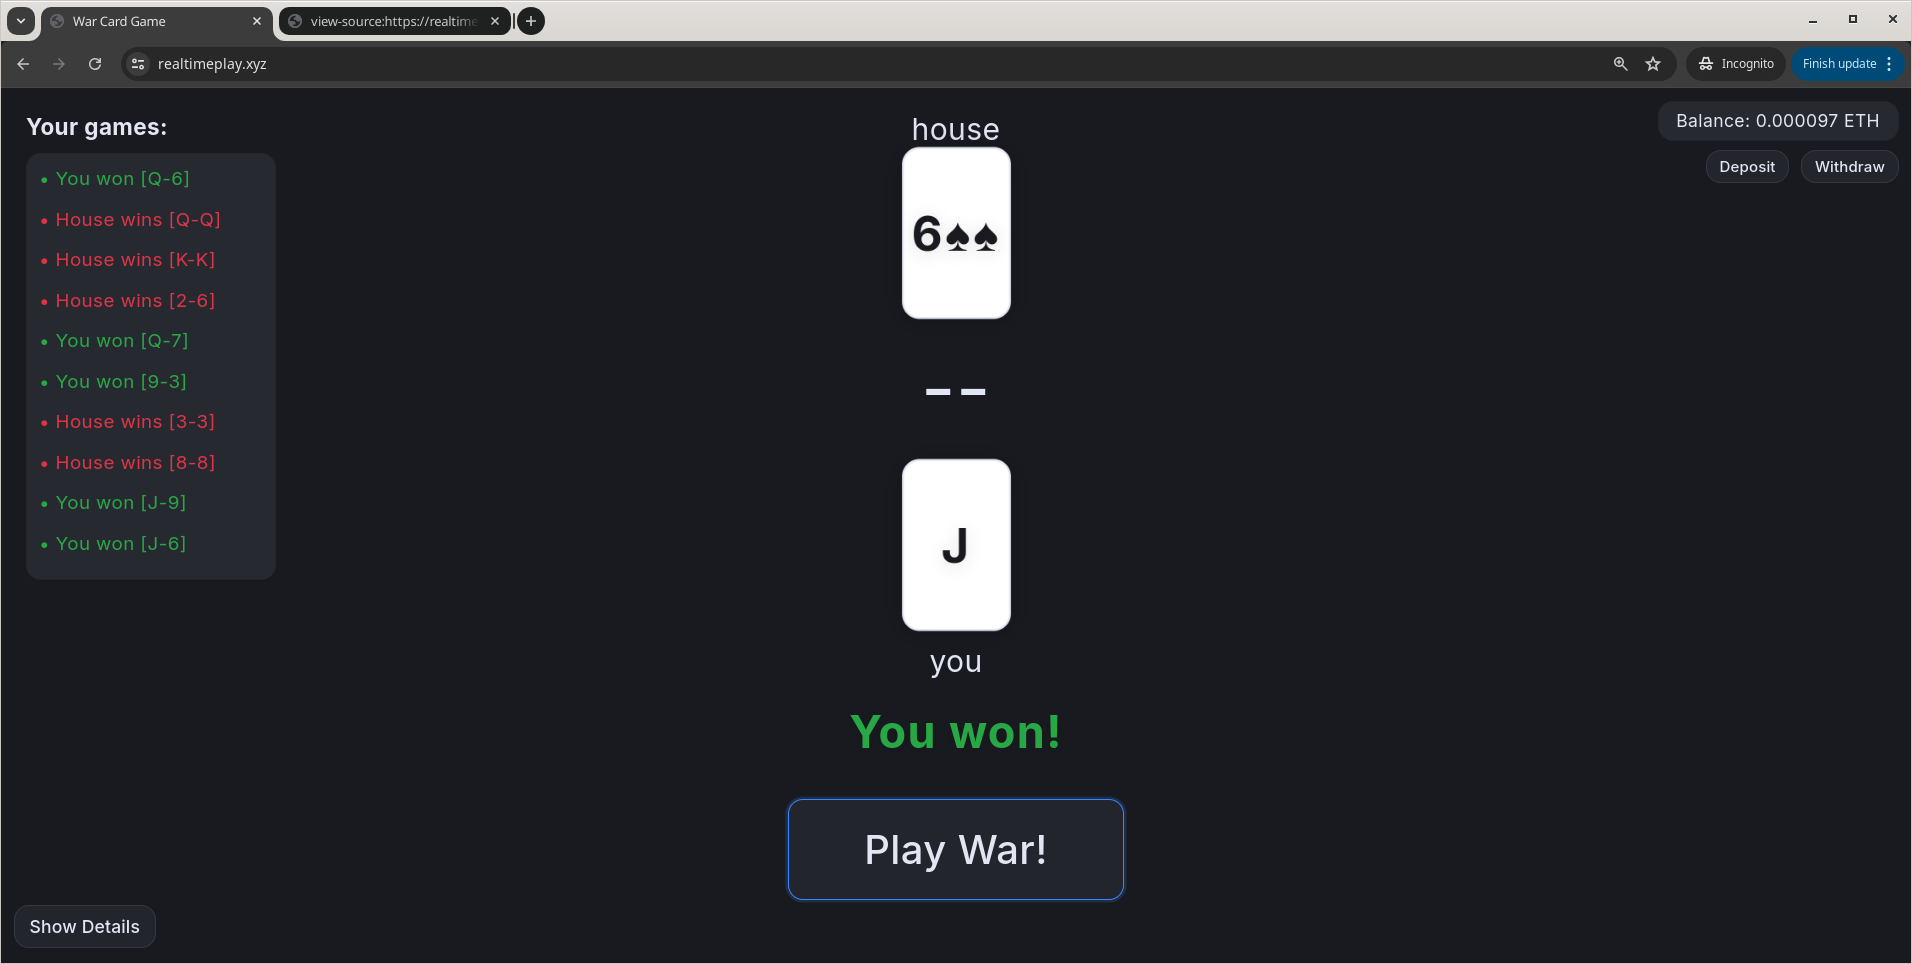 War Card Game
view-source:https://realtime
realtimeplay.xyz
Incognito
Finish update
Your games:
• You won [Q-6]
• House wins [Q-Q]
• House wins [K-K]
• House wins [2-6]
• You won [Q-7]
• You won [9-3]
• House wins [3-3]
• House wins [8-8]
• You won [J-9]
• You won [J-6]
house
6♠♠
– –
J
you
You won!
Play War!
Balance: 0.000097 ETH
Deposit
Withdraw
Show Details